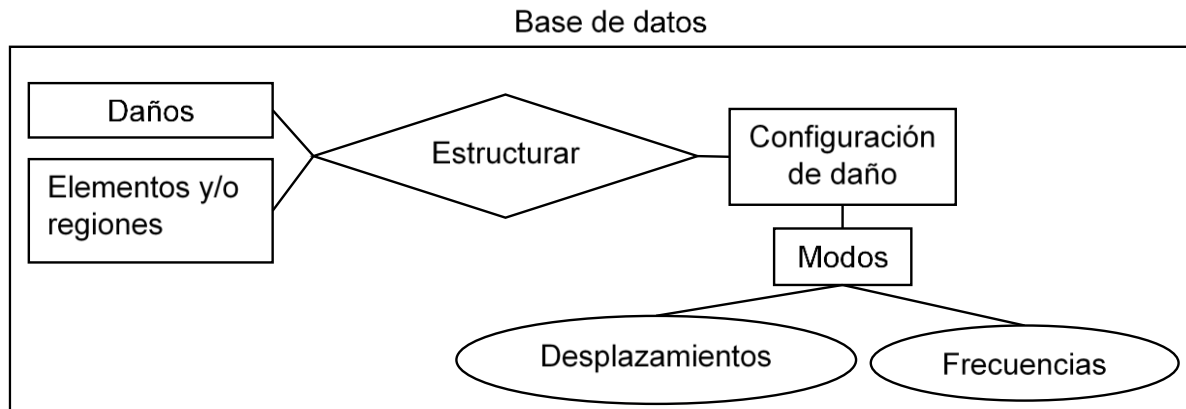 Base de datos
Daños
Elementos y/o
regiones
Estructurar
Configuración
de daño
Modos
Desplazamientos
Frecuencias